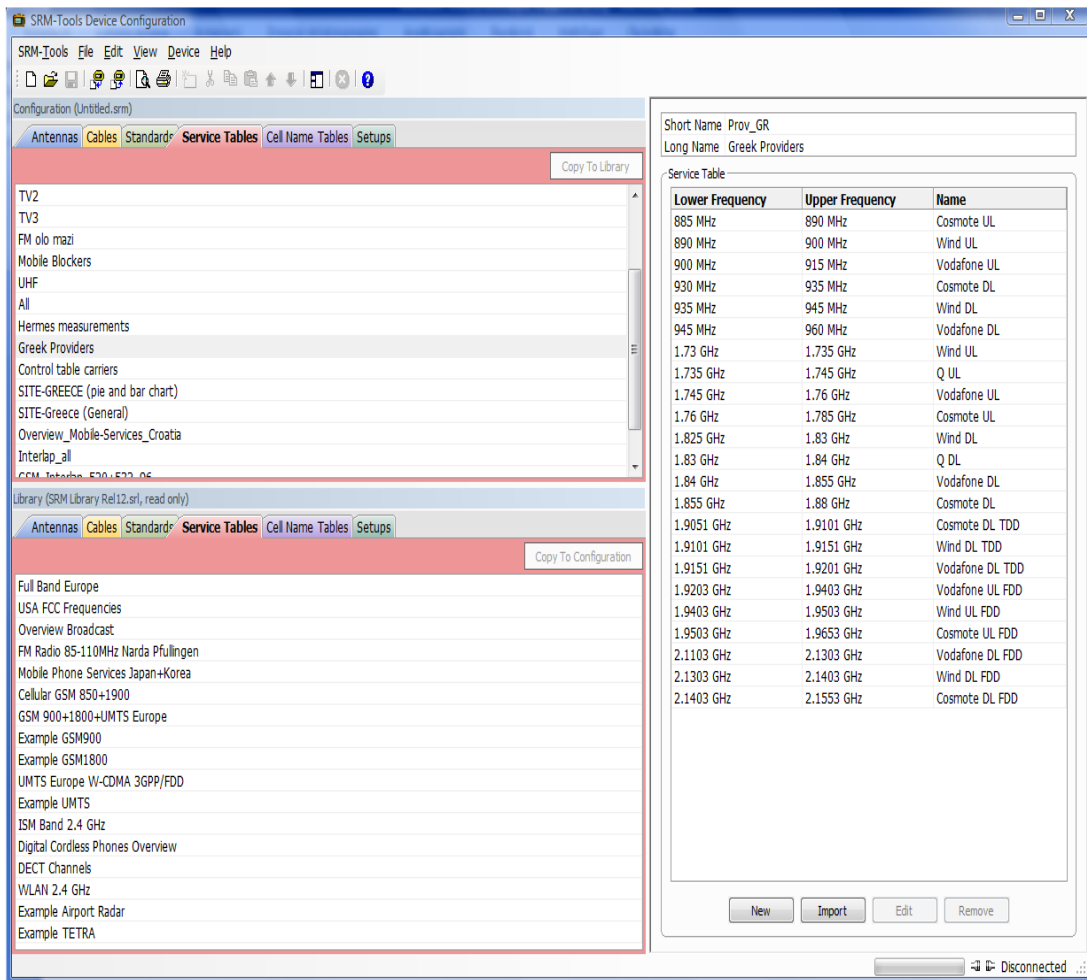 SRM-Tools Device Configuration
SRM-Tools File Edit View Device Help
Configuration (Untitled.srm)
Antennas Cables Standards Service Tables Cell Name Tables Setups
Copy To Library
TV2
TV3
FM olo mazi
Mobile Blockers
UHF
All
Hermes measurements
Greek Providers
Control table carriers
SITE-GREECE (pie and bar chart)
SITE-Greece (General)
Overview_Mobile-Services_Croatia
Interlap_all
Library (SRM Library Rel12.srl, read only)
Antennas Cables Standards Service Tables Cell Name Tables Setups
Copy To Configuration
Full Band Europe
USA FCC Frequencies
Overview Broadcast
FM Radio 85-110MHz Narda Pfullingen
Mobile Phone Services Japan+Korea
Cellular GSM 850+1900
GSM 900+1800+UMTS Europe
Example GSM900
Example GSM1800
UMTS Europe W-CDMA 3GPP/FDD
Example UMTS
ISM Band 2.4 GHz
Digital Cordless Phones Overview
DECT Channels
WLAN 2.4 GHz
Example Airport Radar
Example TETRA
Short Name Prov_GR
Long Name Greek Providers
Service Table
Lower Frequency Upper Frequency Name
885 MHz 890 MHz Cosmote UL
890 MHz 900 MHz Wind UL
900 MHz 915 MHz Vodafone UL
930 MHz 935 MHz Cosmote DL
935 MHz 945 MHz Wind DL
945 MHz 960 MHz Vodafone DL
1.73 GHz 1.735 GHz Wind UL
1.735 GHz 1.745 GHz Q UL
1.745 GHz 1.76 GHz Vodafone UL
1.76 GHz 1.785 GHz Cosmote UL
1.825 GHz 1.83 GHz Wind DL
1.83 GHz 1.84 GHz Q DL
1.84 GHz 1.855 GHz Vodafone DL
1.855 GHz 1.88 GHz Cosmote DL
1.9051 GHz 1.9101 GHz Cosmote DL TDD
1.9101 GHz 1.9151 GHz Wind DL TDD
1.9151 GHz 1.9201 GHz Vodafone DL TDD
1.9203 GHz 1.9403 GHz Vodafone UL FDD
1.9403 GHz 1.9503 GHz Wind UL FDD
1.9503 GHz 1.9653 GHz Cosmote UL FDD
2.1103 GHz 2.1303 GHz Vodafone DL FDD
2.1303 GHz 2.1403 GHz Wind DL FDD
2.1403 GHz 2.1553 GHz Cosmote DL FDD
New Import Edit Remove
Disconnected